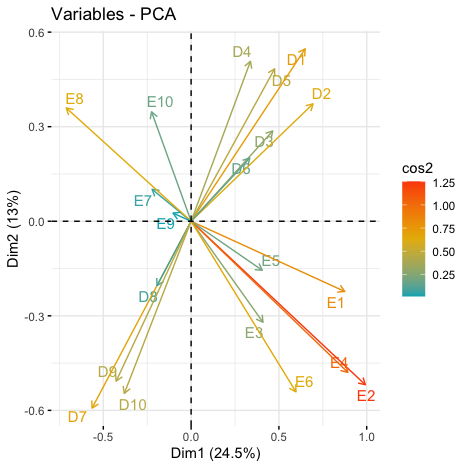 Variables - PCA
0.6
0.3
0.0
-0.3
-0.6
Dim2 (13%)
-0.5
0.0
0.5
1.0
Dim1 (24.5%)
D4
D1
D5
D2
E8
E10
D3
D6
E7
E9
E5
D8
E1
E3
E4
E6
E2
D9
D7
D10
cos2
1.25
1.00
0.75
0.50
0.25